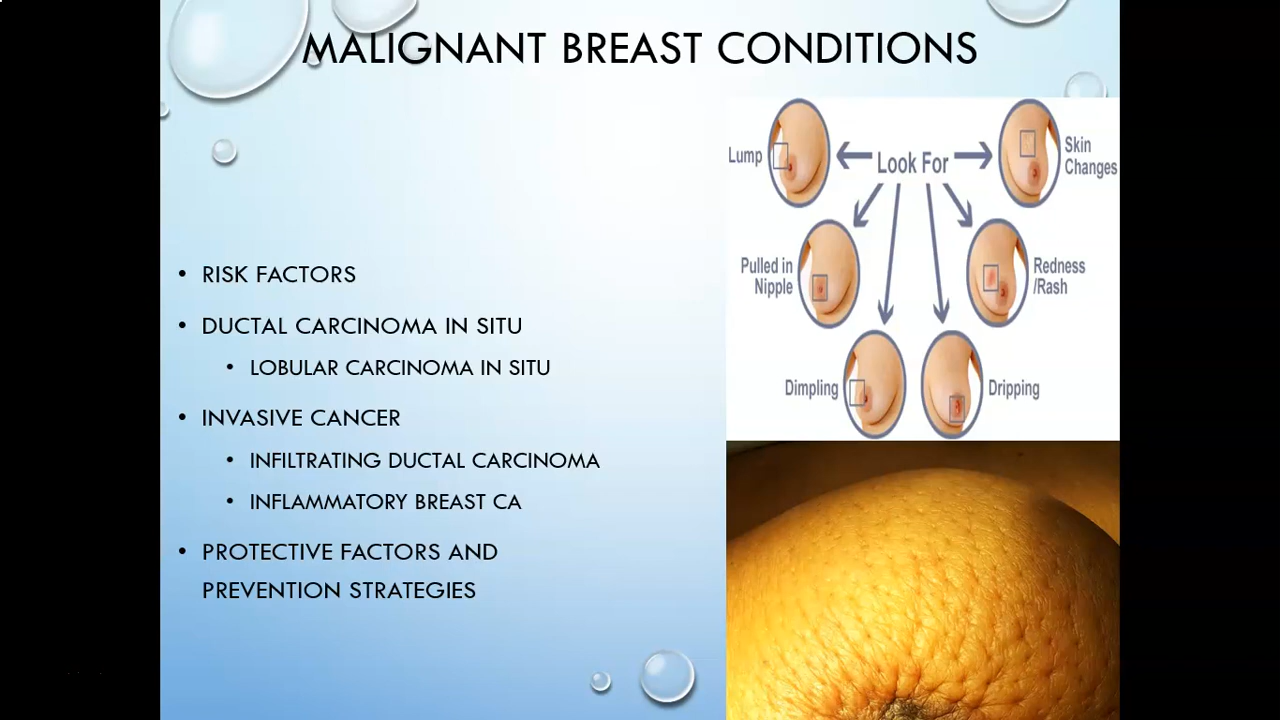 MALIGNANT BREAST CONDITIONS
• RISK FACTORS
• DUCTAL CARCINOMA IN SITU
• LOBULAR CARCINOMA IN SITU
• INVASIVE CANCER
• INFILTRATING DUCTAL CARCINOMA
• INFLAMMATORY BREAST CA
• PROTECTIVE FACTORS AND
PREVENTION STRATEGIES
Look For
Lump
Skin
Changes
Pulled in
Nipple
Redness
/Rash
Dimpling
Dripping